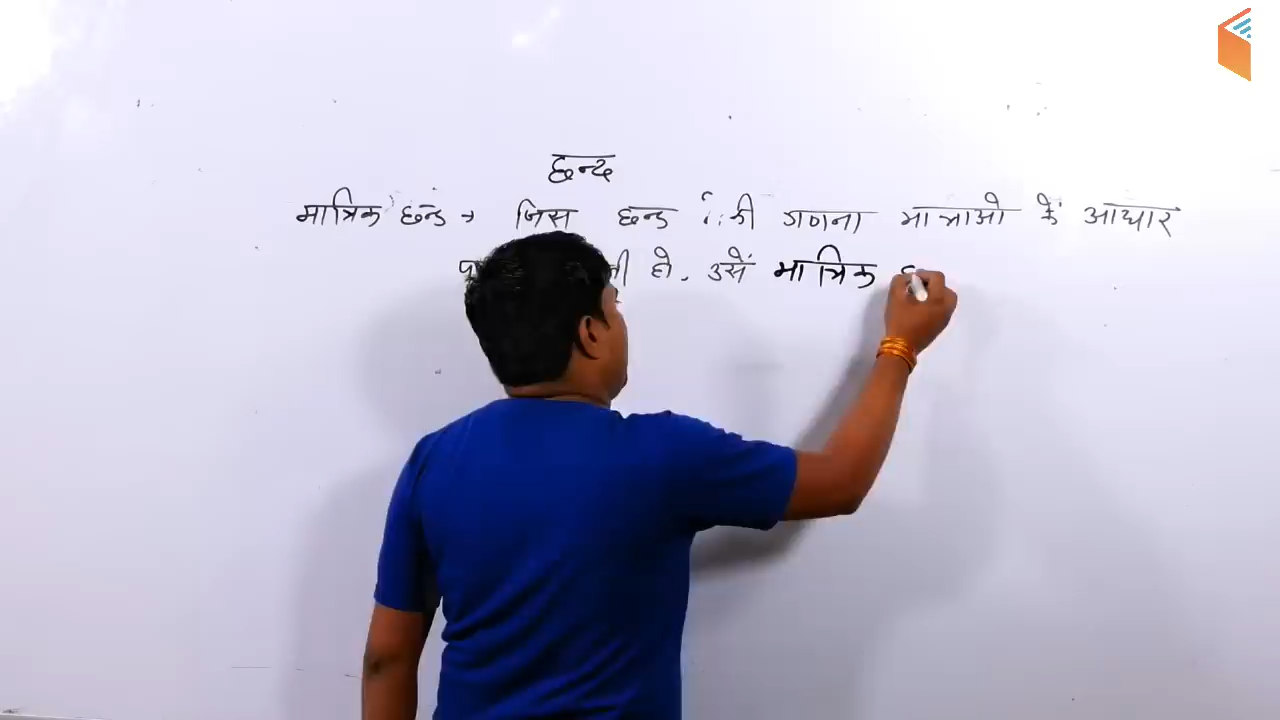 छन्द
मात्रिक छन्द → जिस छन्द की गणना मात्राओ के आधार
हो, उसें मात्रिक